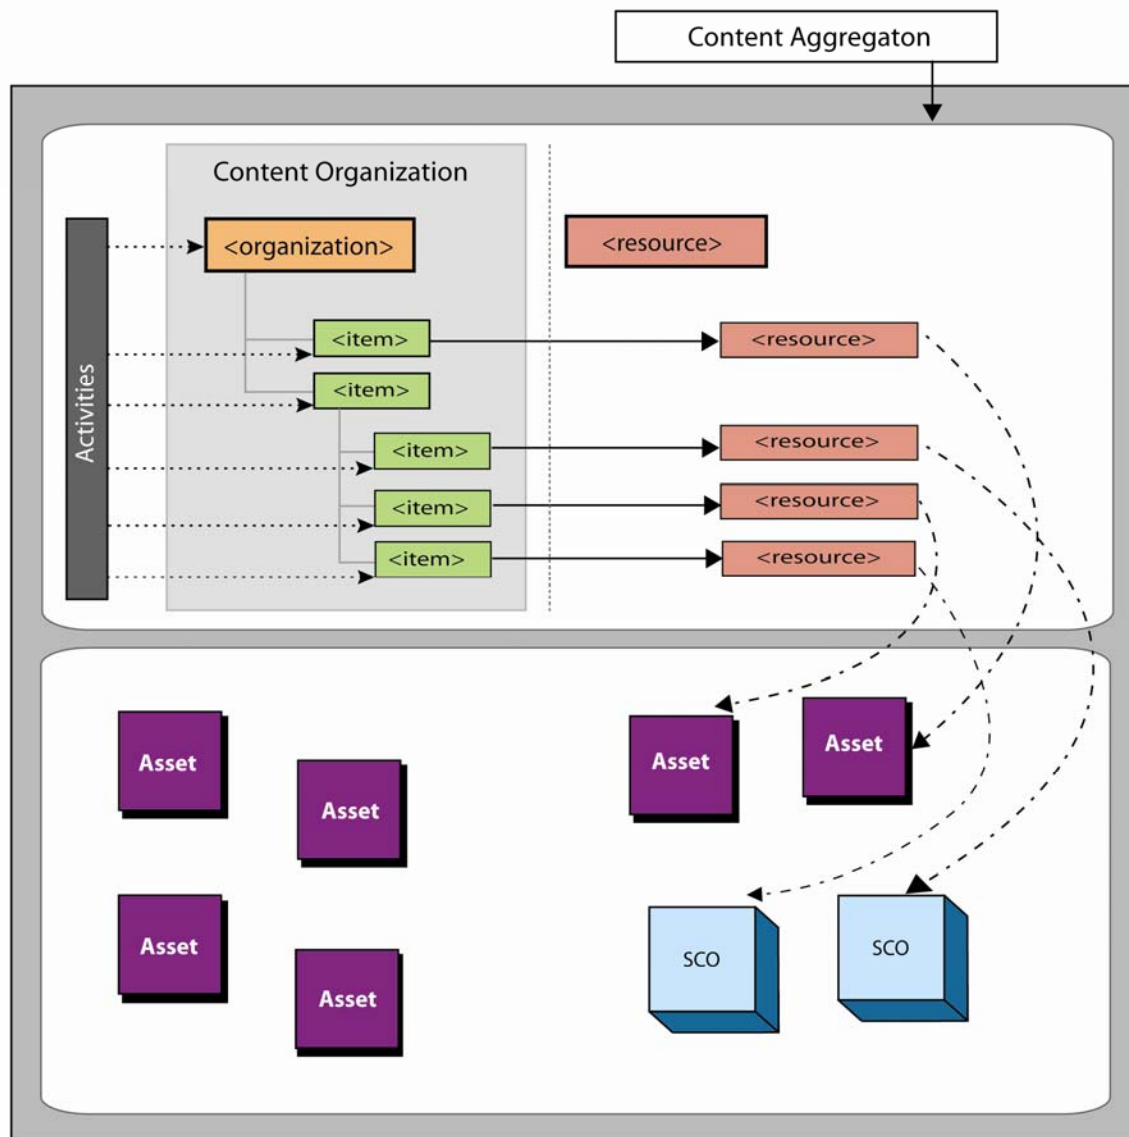 Content Aggregaton
Content Organization
Activities
<organization>
<resource>
<item>
<resource>
<item>
<item>
<resource>
<item>
<resource>
<item>
<resource>
Asset
Asset
Asset
Asset
Asset
Asset
SCO
SCO